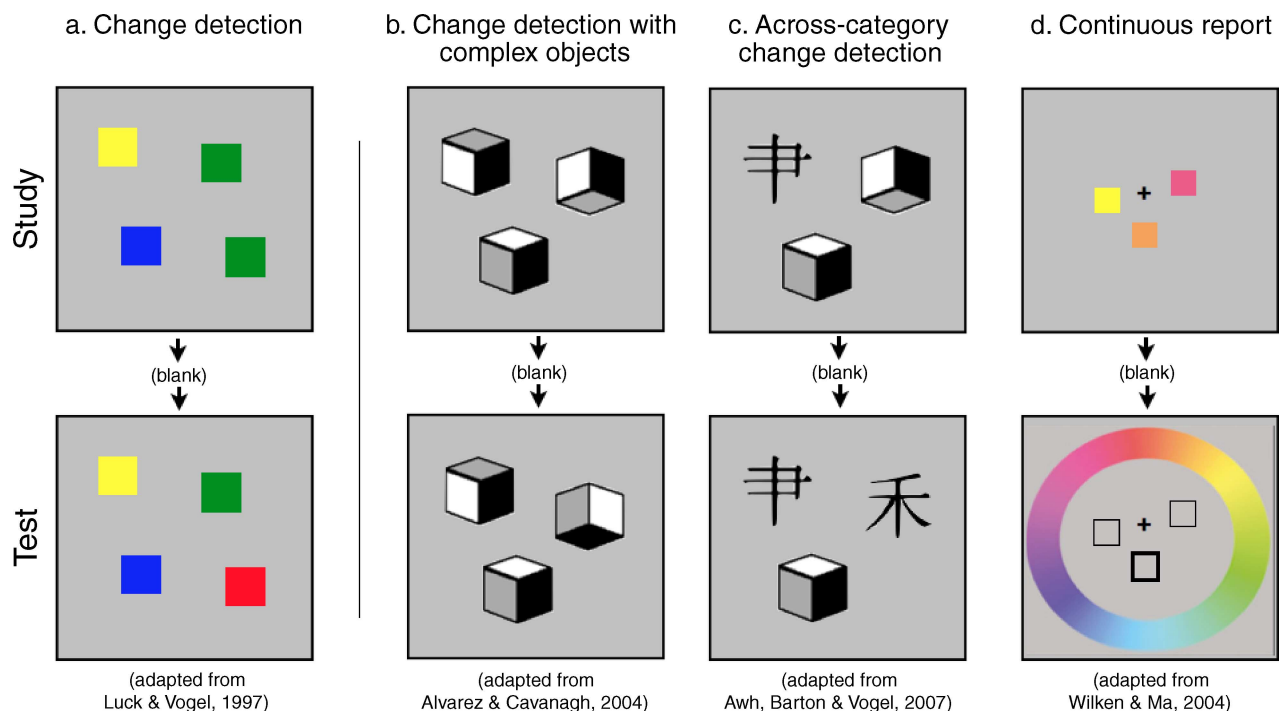 a. Change detection
b. Change detection with
complex objects
c. Across-category
change detection
d. Continuous report
Study
(blank)
(blank)
(blank)
(blank)
Test
禾
(adapted from
Luck & Vogel, 1997)
(adapted from
Alvarez & Cavanagh, 2004)
(adapted from
Awh, Barton & Vogel, 2007)
(adapted from
Wilken & Ma, 2004)